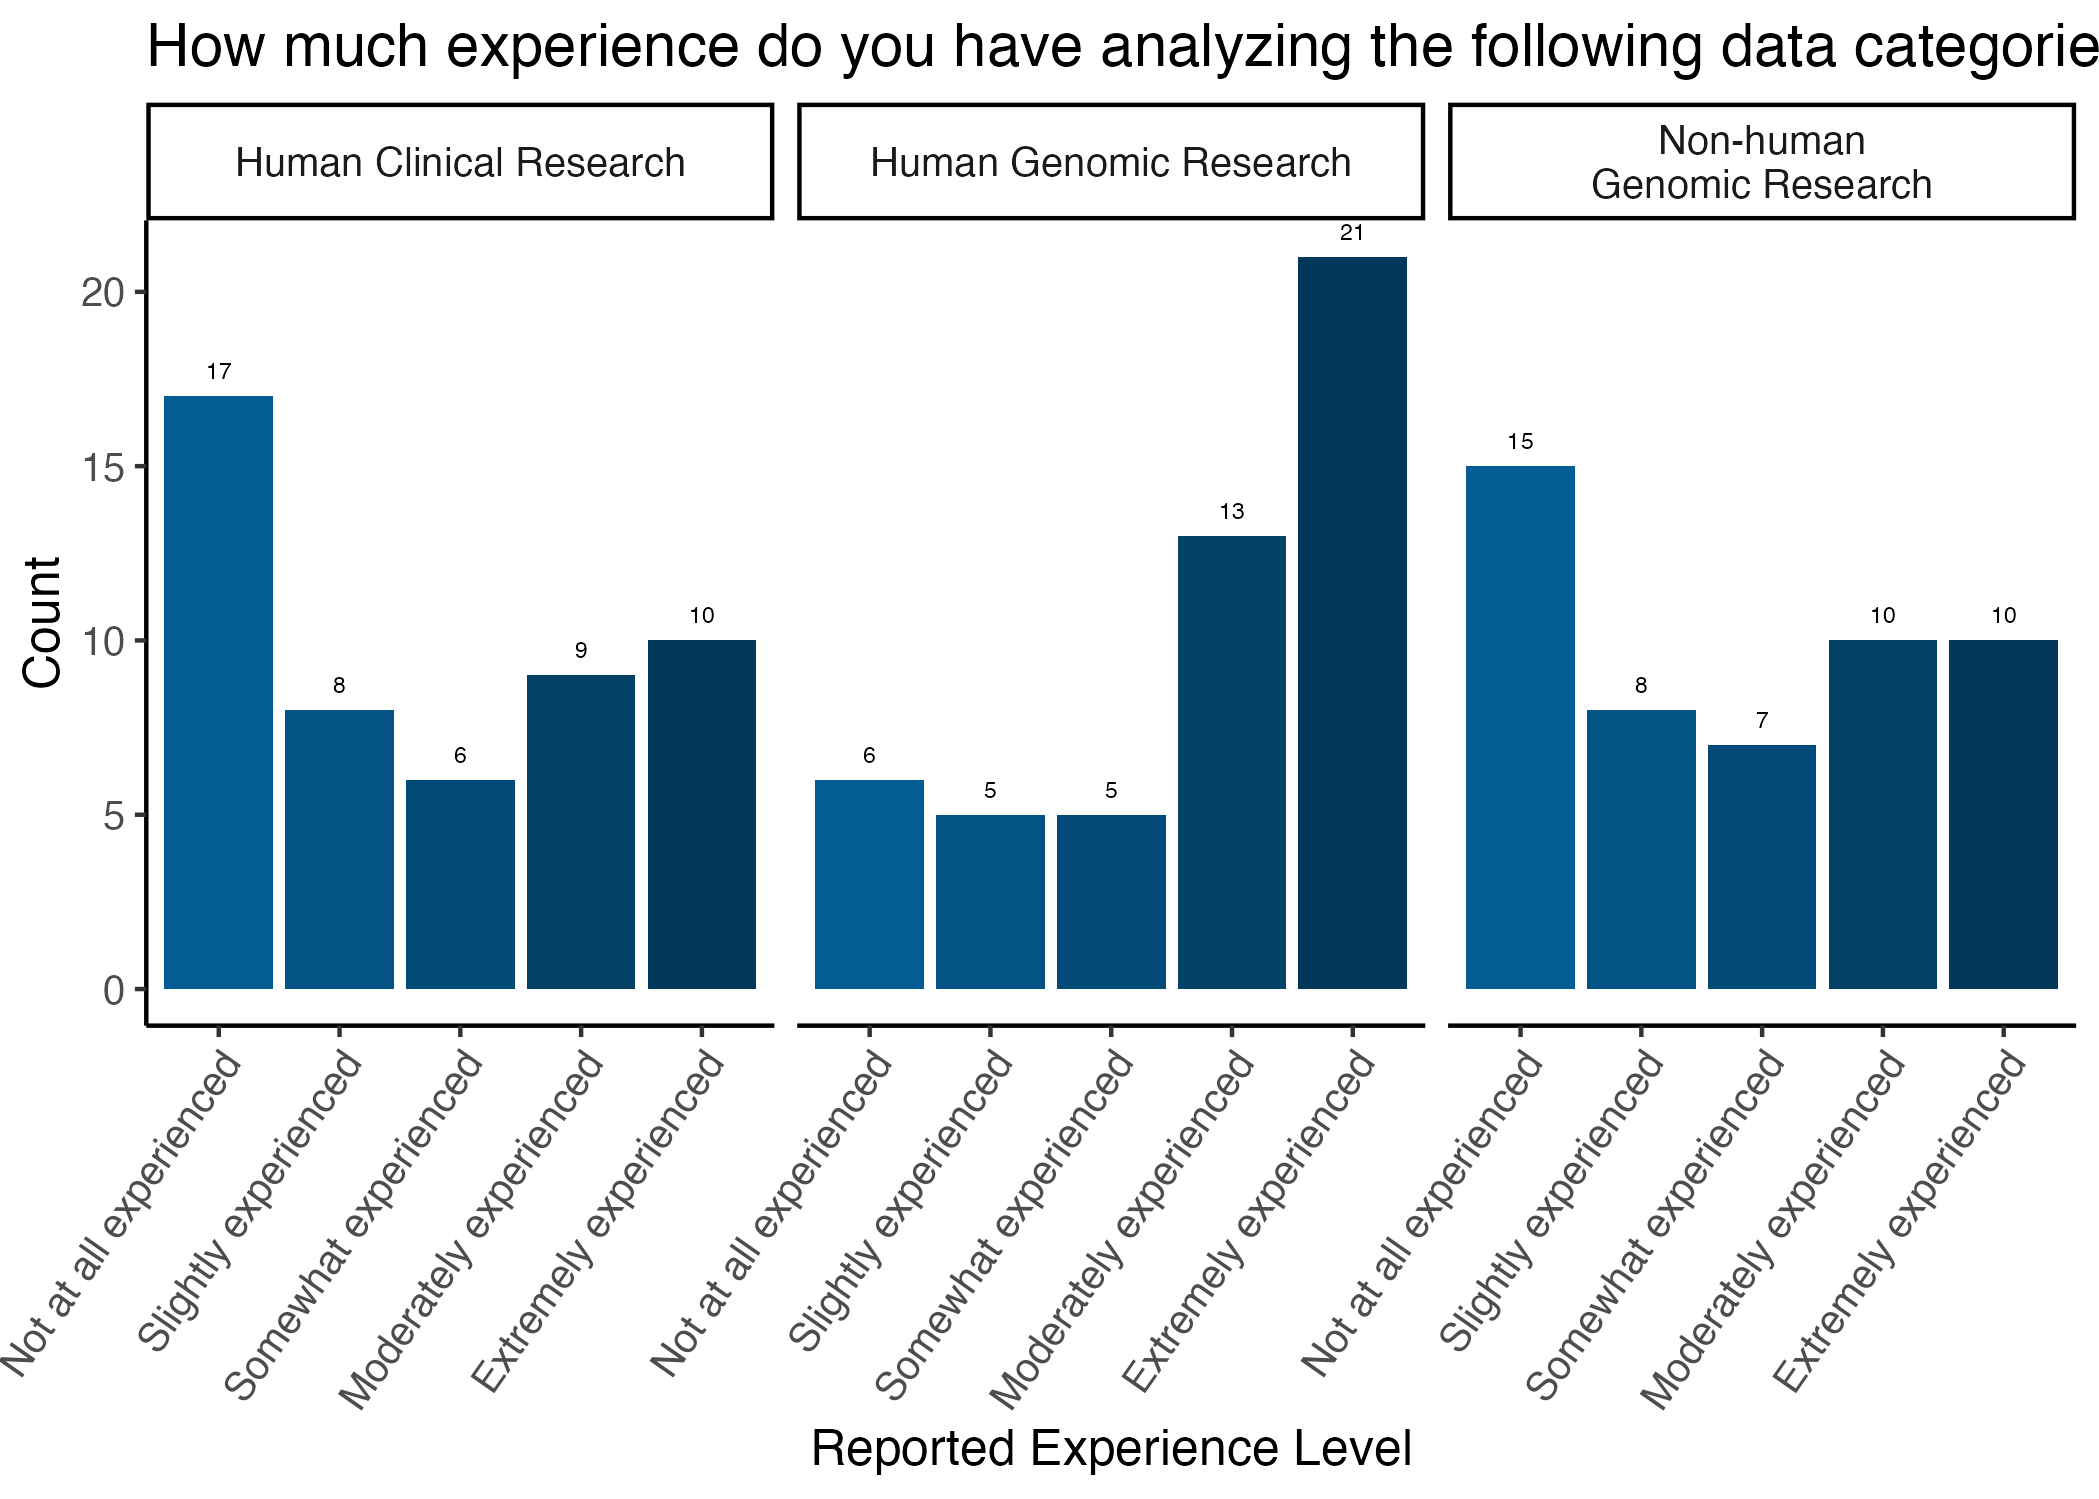 How much experience do you have analyzing the following data categorie
Human Clinical Research
Human Genomic Research
Non-human
Genomic Research
Count
20
15
10
5
0
17
8
6
9
10
6
5
5
13
21
15
8
7
10
10
Not at all experienced
Slightly experienced
Somewhat experienced
Moderately experienced
Extremely experienced
Not at all experienced
Slightly experienced
Somewhat experienced
Moderately experienced
Extremely experienced
Not at all experienced
Slightly experienced
Somewhat experienced
Moderately experienced
Extremely experienced
Reported Experience Level